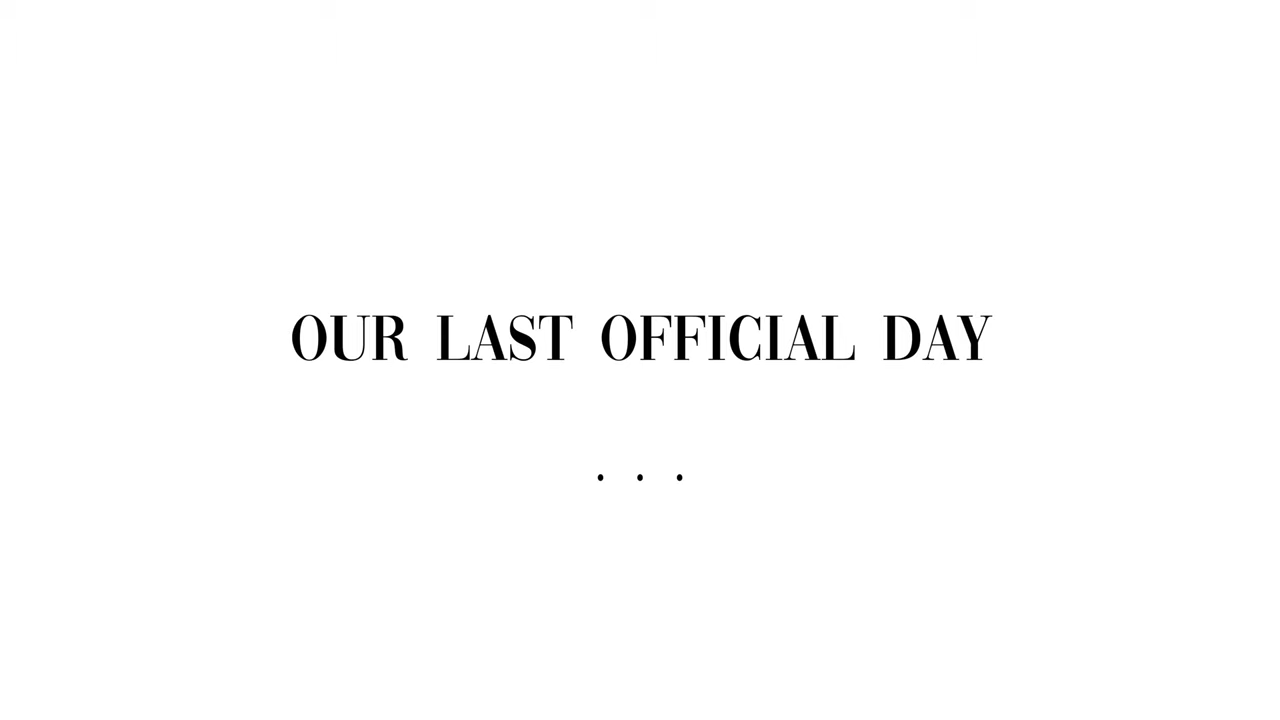 OUR LAST OFFICIAL DAY
. . .